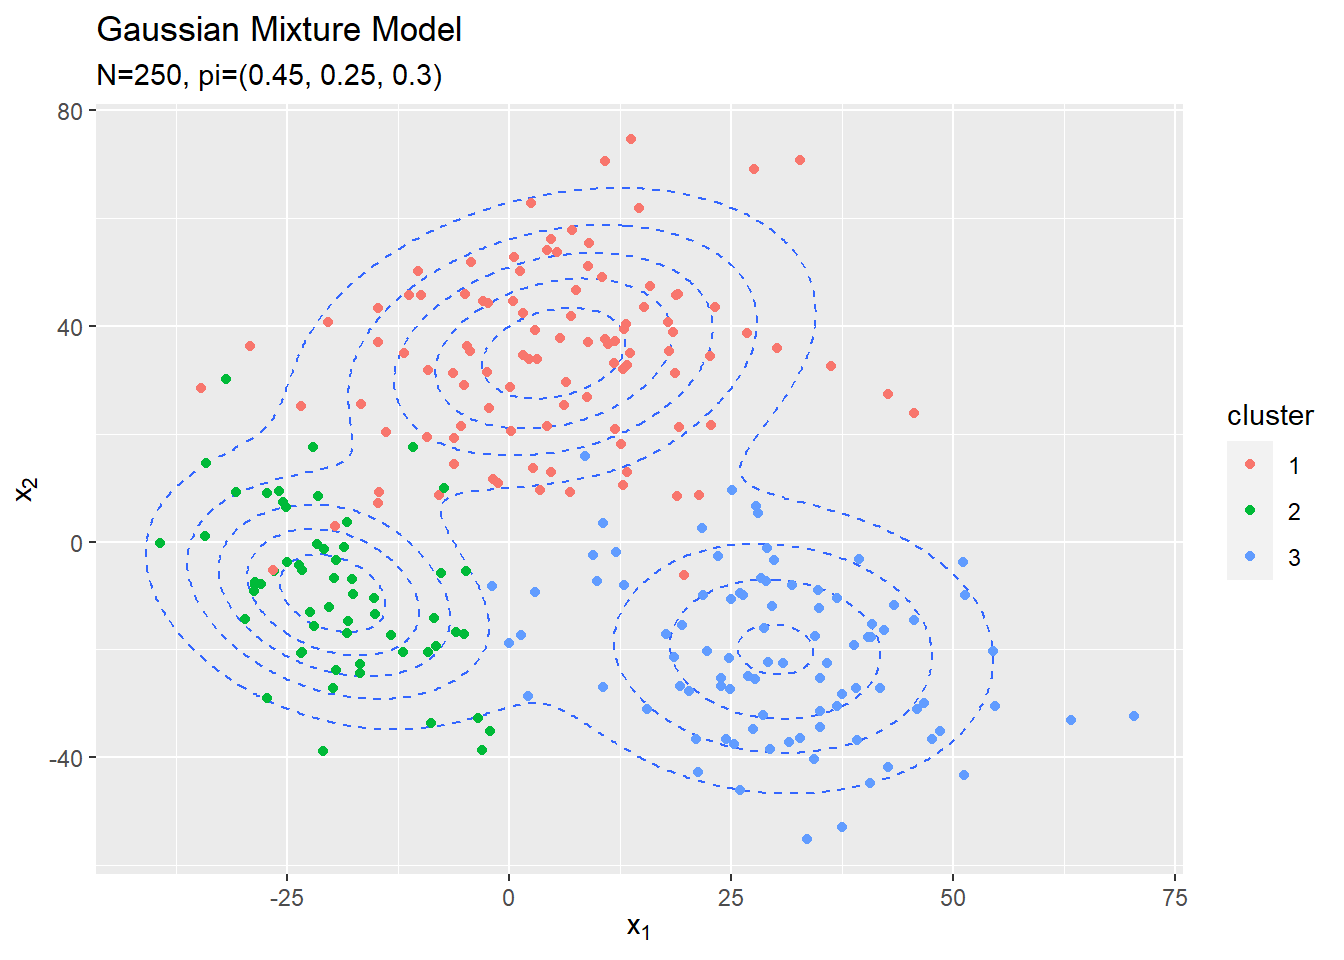 Gaussian Mixture Model
N=250, pi=(0.45, 0.25, 0.3)
80
40
0
-40
x₂
-25
0
25
50
75
x₁
cluster
1
2
3